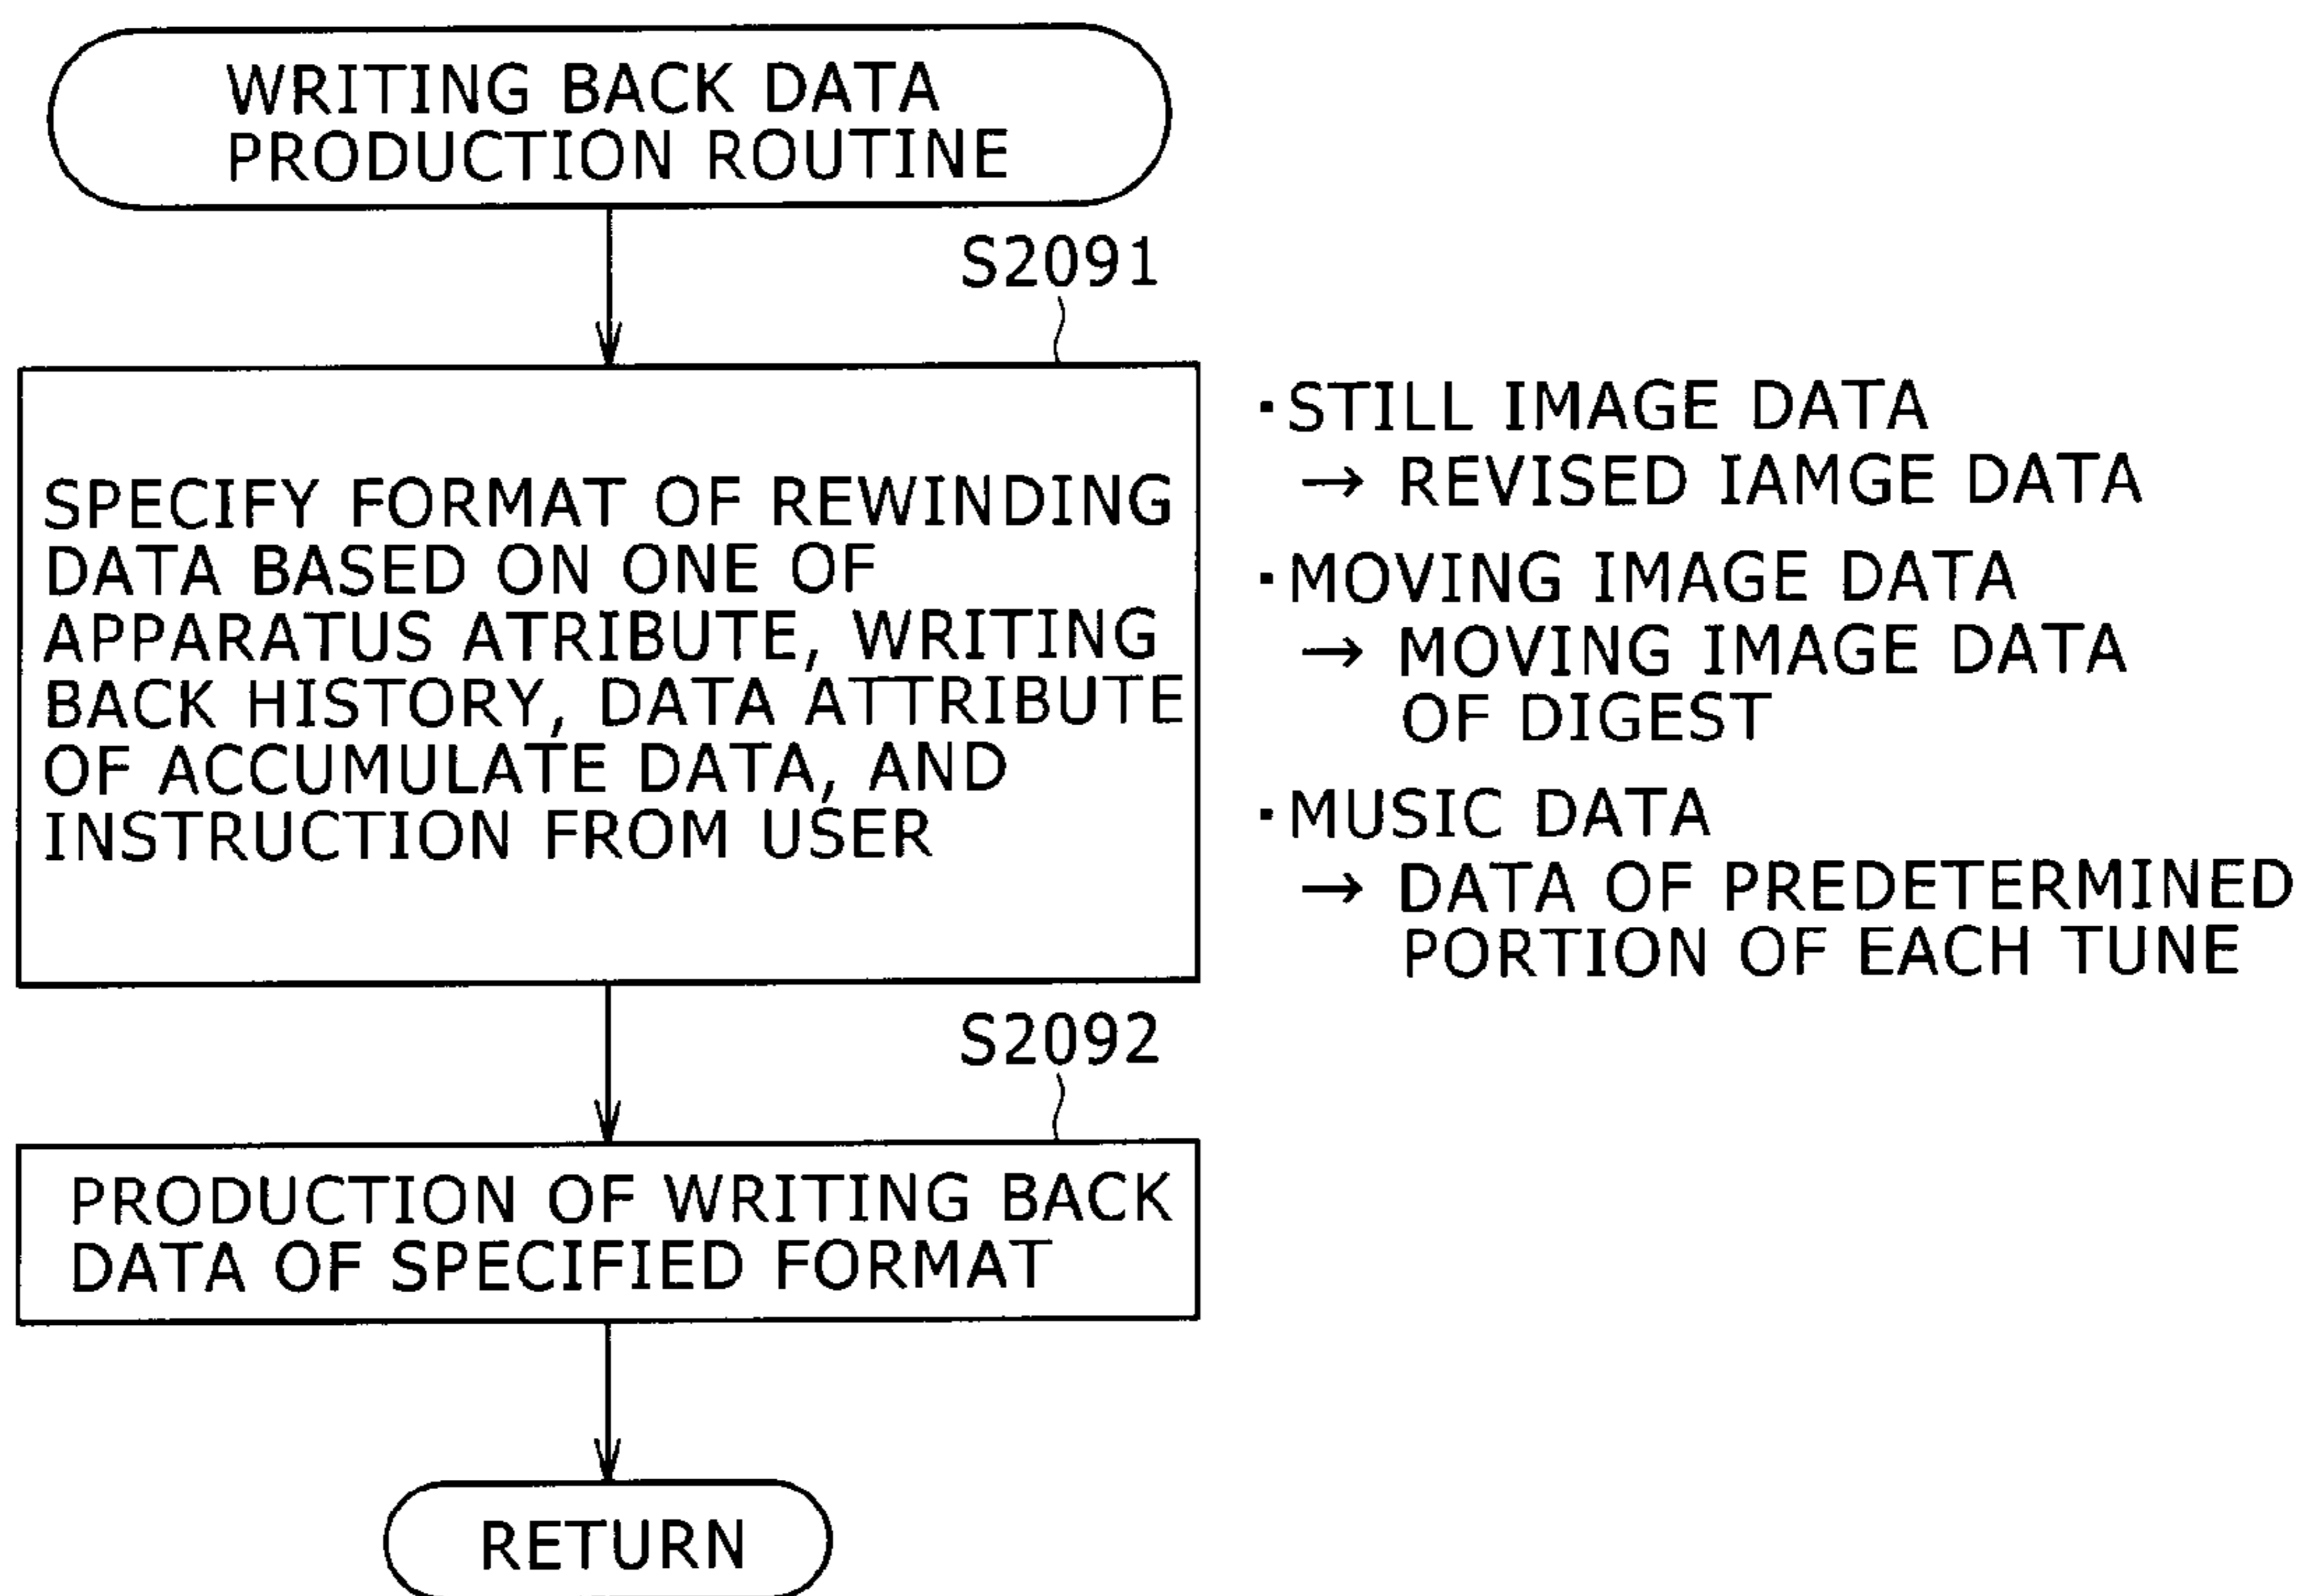 WRITING BACK DATA
PRODUCTION ROUTINE
S2091
SPECIFY FORMAT OF REWINDING
DATA BASED ON ONE OF
APPARATUS ATRIBUTE, WRITING
BACK HISTORY, DATA ATTRIBUTE
OF ACCUMULATE DATA, AND
INSTRUCTION FROM USER
・STILL IMAGE DATA
→ REVISED IAMGE DATA
・MOVING IMAGE DATA
→ MOVING IMAGE DATA
OF DIGEST
・MUSIC DATA
→ DATA OF PREDETERMINED
PORTION OF EACH TUNE
S2092
PRODUCTION OF WRITING BACK
DATA OF SPECIFIED FORMAT
RETURN